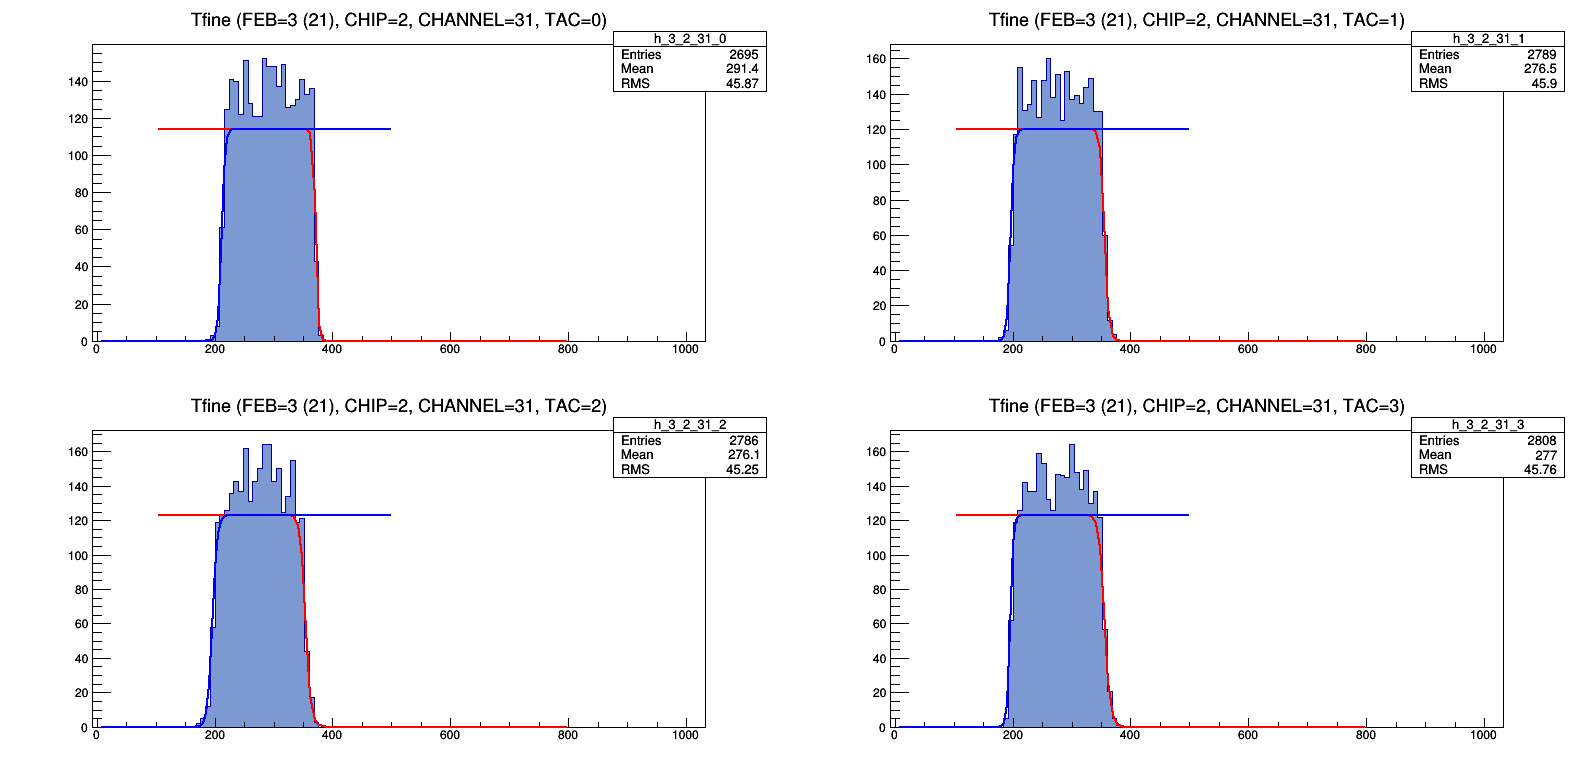 Tfine (FEB=3 (21), CHIP=2, CHANNEL=31, TAC=0)
h_3_2_31_0
Entries 2695
Mean 291.4
RMS 45.87
140
120
100
80
60
40
20
0
0 200 400 600 800 1000
Tfine (FEB=3 (21), CHIP=2, CHANNEL=31, TAC=1)
h_3_2_31_1
Entries 2789
Mean 276.5
RMS 45.9
160
140
120
100
80
60
40
20
0
0 200 400 600 800 1000
Tfine (FEB=3 (21), CHIP=2, CHANNEL=31, TAC=2)
h_3_2_31_2
Entries 2786
Mean 276.1
RMS 45.25
160
140
120
100
80
60
40
20
0
0 200 400 600 800 1000
Tfine (FEB=3 (21), CHIP=2, CHANNEL=31, TAC=3)
h_3_2_31_3
Entries 2808
Mean 277
RMS 45.76
160
140
120
100
80
60
40
20
0
0 200 400 600 800 1000